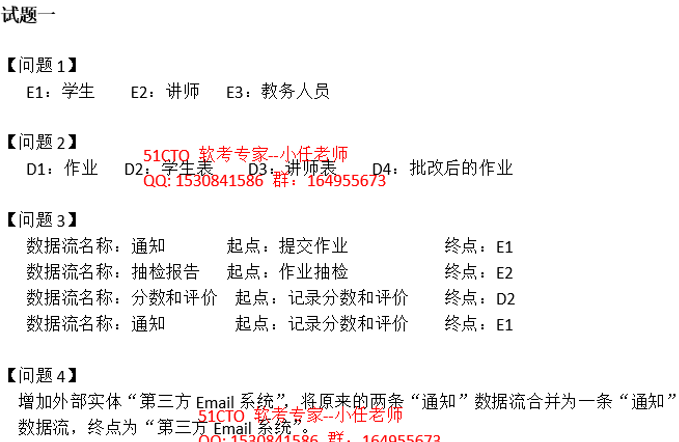 试题一
【问题 1】
E1：学生 E2：讲师 E3：教务人员
【问题 2】
51CTO 软考专家--小任老师
D1：作业 D2：学生表 D3：讲师表 D4：批改后的作业
QQ: 1530841586 群：164955673
【问题 3】
数据流名称：通知 起点：提交作业 终点：E1
数据流名称：抽检报告 起点：作业抽检 终点：E2
数据流名称：分数和评价 起点：记录分数和评价 终点：D2
数据流名称：通知 起点：记录分数和评价 终点：E1
【问题 4】
增加外部实体“第三方 Email 系统”，将原来的两条“通知”数据流合并为一条“通知”
51CTO 软考专家--小任老师
数据流，终点为“第三方 Email 系统”。
QQ: 1530841586 群：164955673